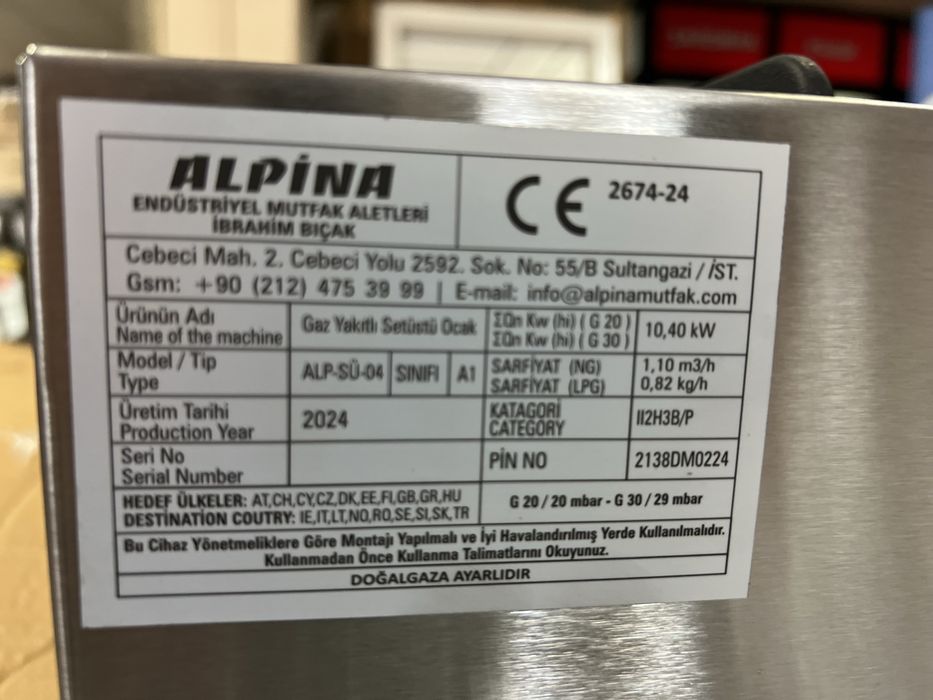 ALPİNA
ENDÜSTRİYEL MUTFAK ALETLERİ
İBRAHİM BIÇAK
CE 2674-24
Cebeci Mah. 2. Cebeci Yolu 2592. Sok. No: 55/B Sultangazi / İST.
Gsm: +90 (212) 475 39 99 | E-mail: info@alpinamutfak.com
Ürünün Adı
Name of the machine
Gaz Yakıtlı Setüstü Ocak
ΣQn Kw (hi) ( G 20 )
ΣQn Kw (hi) ( G 30 )
10,40 kW
Model / Tip
Type
ALP-SÜ-04 SINIFI A1
SARFİYAT (NG)
SARFİYAT (LPG)
1,10 m3/h
0,82 kg/h
Üretim Tarihi
Production Year
2024
KATAGORİ
CATEGORY
II2H3B/P
Seri No
Serial Number
PİN NO
2138DM0224
HEDEF ÜLKELER: AT,CH,CY,CZ,DK,EE,FI,GB,GR,HU
DESTINATION COUTRY: IE,IT,LT,NO,RO,SE,SI,SK,TR
G 20 / 20 mbar - G 30 / 29 mbar
Bu Cihaz Yönetmeliklere Göre Montajı Yapılmalı ve İyi Havalandırılmış Yerde Kullanılmalıdır.
Kullanmadan Önce Kullanma Talimatlarını Okuyunuz.
DOĞALGAZA AYARLIDIR